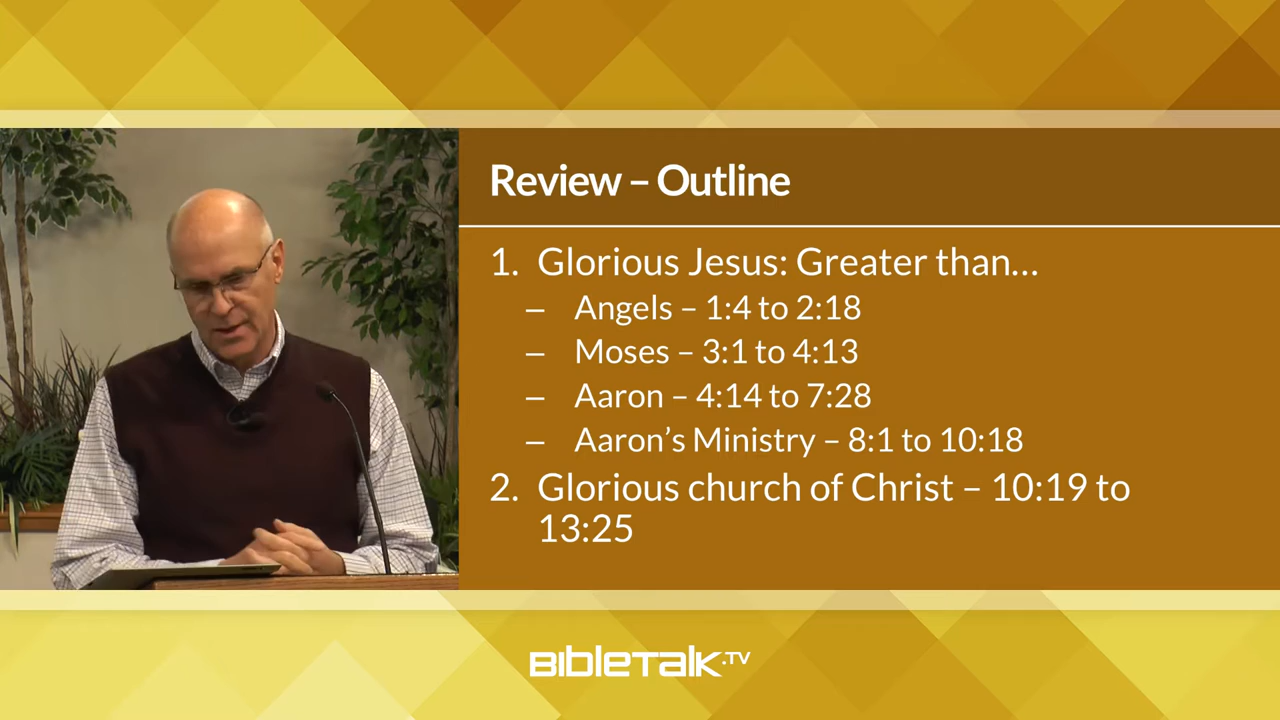 Review – Outline
1. Glorious Jesus: Greater than...
– Angels – 1:4 to 2:18
– Moses – 3:1 to 4:13
– Aaron – 4:14 to 7:28
– Aaron’s Ministry – 8:1 to 10:18
2. Glorious church of Christ – 10:19 to
13:25
BibleTalk.TV